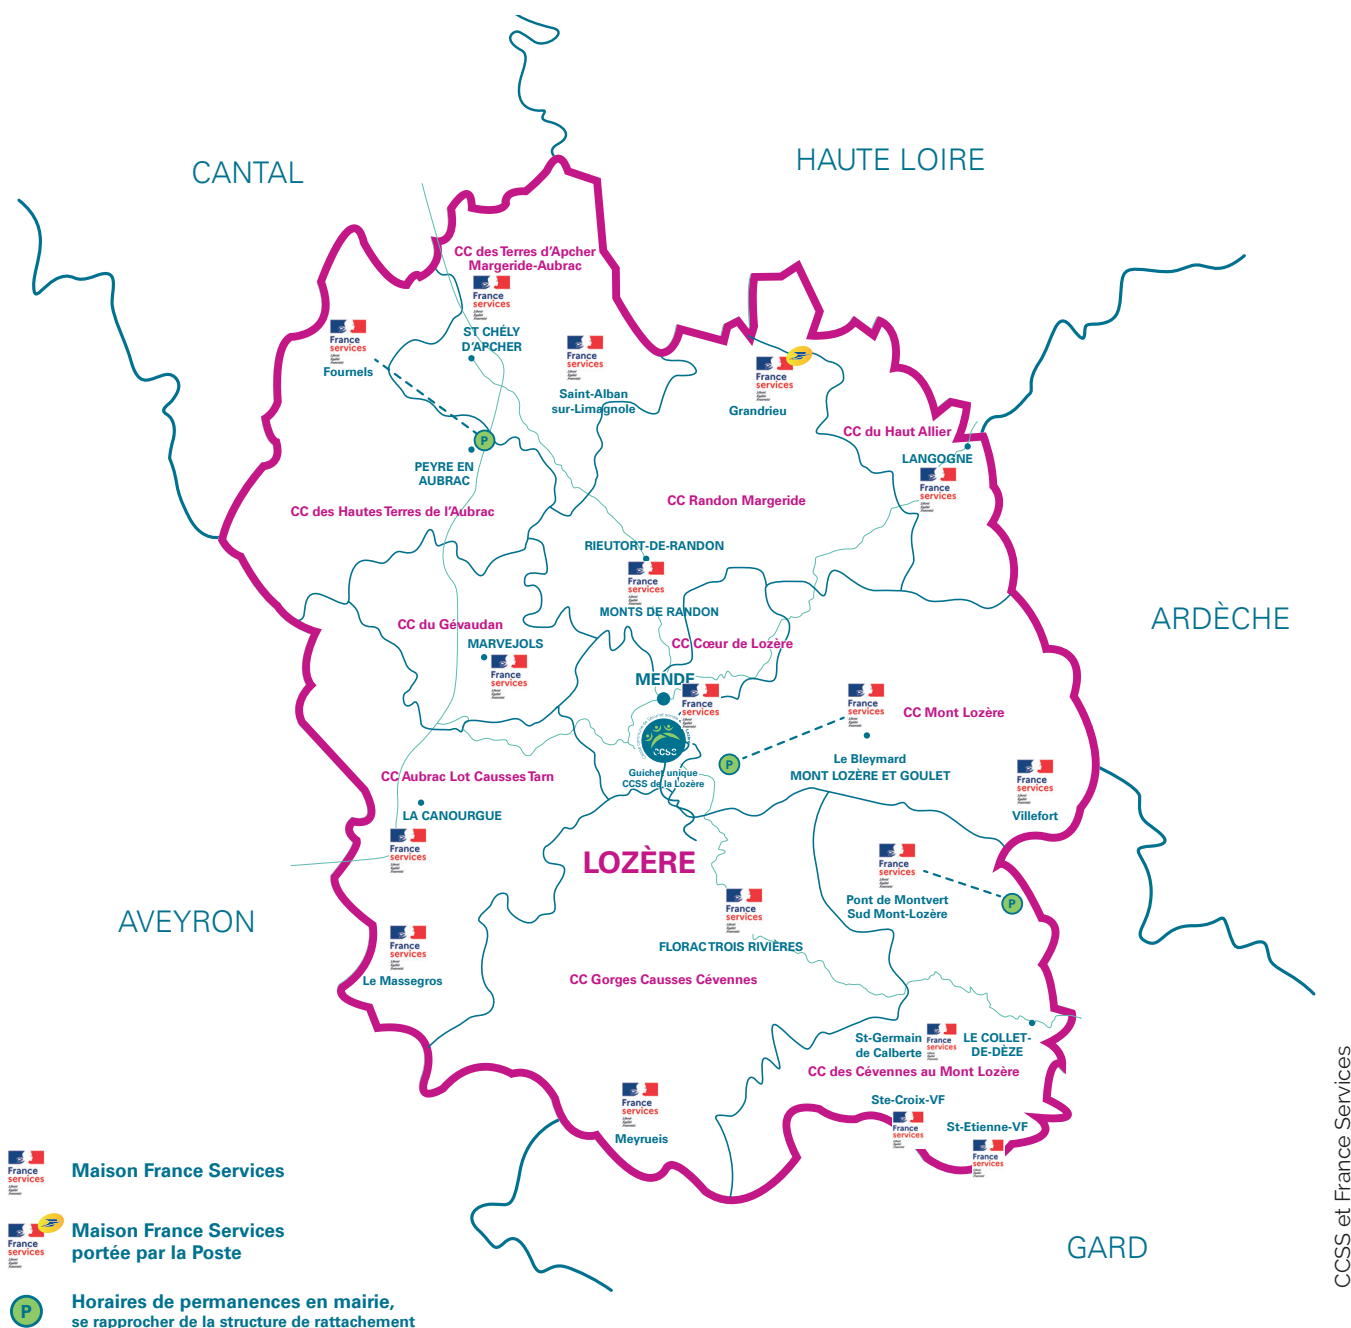 CANTAL
HAUTE LOIRE
CC des Terres d'Apcher
Margeride-Aubrac
France
services
ST CHÉLY
D'APCHER
France
services
Fournels
France
services
Saint-Alban
sur-Limagnole
France
services
Grandrieu
CC du Haut Allier
LANGOGNE
France
services
P
PEYRE EN
AUBRAC
CC des Hautes Terres de l'Aubrac
CC Randon Margeride
RIEUTORT-DE-RANDON
France
services
MONTS DE RANDON
ARDÈCHE
CC du Gévaudan
MARVEJOLS
France
services
CC Cœur de Lozère
MENDE
France
services
CCSS
Guichet unique
CCSS de la Lozère
P
France
services
CC Mont Lozère
Le Bleymard
MONT LOZÈRE ET GOULET
France
services
Villefort
CC Aubrac Lot Causses Tarn
LA CANOURGUE
France
services
LOZÈRE
France
services
Pont de Montvert
Sud Mont-Lozère
P
AVEYRON
France
services
FLORAC TROIS RIVIÈRES
France
services
Le Massegros
CC Gorges Causses Cévennes
St-Germain
de Calberte
France
services
LE COLLET-
DE-DÈZE
CC des Cévennes au Mont Lozère
Ste-Croix-VF
France
services
St-Etienne-VF
France
services
France
services
Meyrueis
GARD
CCSS et France Services
France
services
Maison France Services
France
services
Maison France Services
portée par la Poste
P
Horaires de permanences en mairie,
se rapprocher de la structure de rattachement